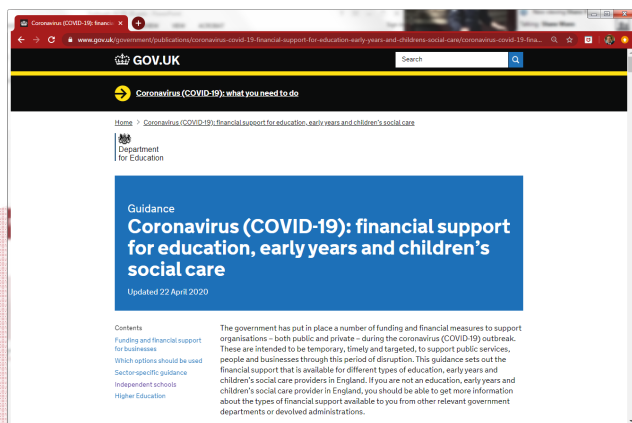 Coronavirus (COVID-19): financi
www.gov.uk/government/publications/coronavirus-covid-19-financial-support-for-education-early-years-and-childrens-social-care/coronavirus-covid-19-fina...
GOV.UK
Search
Coronavirus (COVID-19): what you need to do
Home > Coronavirus (COVID-19): financial support for education, early years and children's social care
Department
for Education
Guidance
Coronavirus (COVID-19): financial support
for education, early years and children's
social care
Updated 22 April 2020
Contents
Funding and financial support
for businesses
Which options should be used
Sector-specific guidance
Independent schools
Higher Education
The government has put in place a number of funding and financial measures to support
organisations – both public and private – during the coronavirus (COVID-19) outbreak.
These are intended to be temporary, timely and targeted, to support public services,
people and businesses through this period of disruption. This guidance sets out the
financial support that is available for different types of education, early years and
children's social care providers in England. If you are not an education, early years and
children's social care provider in England, you should be able to get more information
about the types of financial support available to you from other relevant government
departments or devolved administrations.